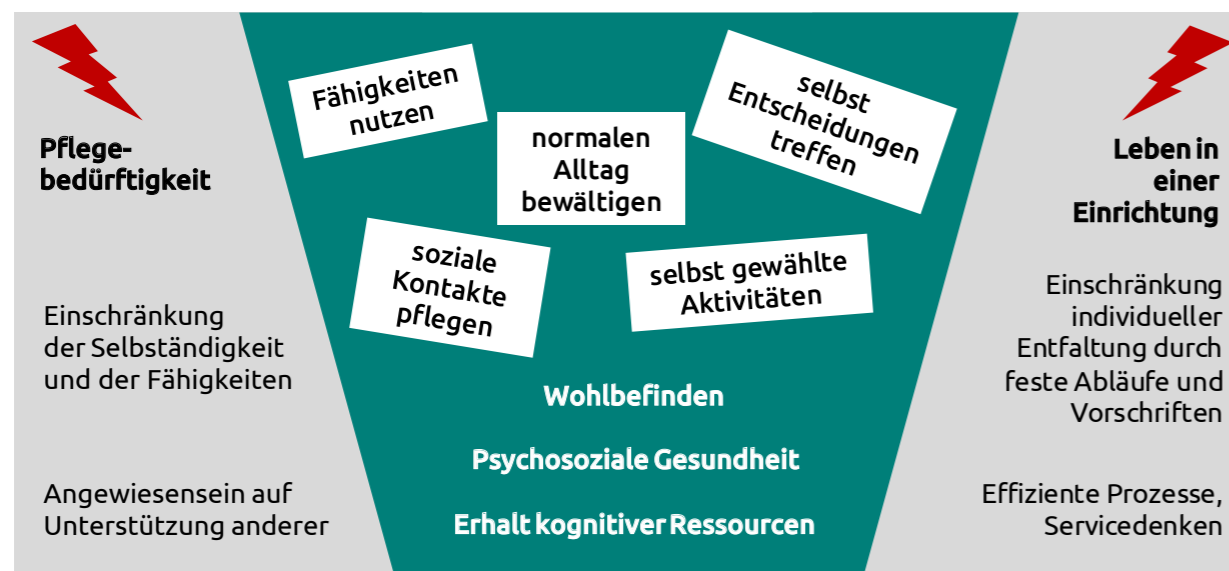 Pflege-
bedürftigkeit
Einschränkung
der Selbständigkeit
und der Fähigkeiten
Angewiesensein auf
Unterstützung anderer
Fähigkeiten
nutzen
normalen
Alltag
bewältigen
selbst
Entscheidungen
treffen
soziale
Kontakte
pflegen
selbst gewählte
Aktivitäten
Wohlbefinden
Psychosoziale Gesundheit
Erhalt kognitiver Ressourcen
Leben in
einer
Einrichtung
Einschränkung
individueller
Entfaltung durch
feste Abläufe und
Vorschriften
Effiziente Prozesse,
Servicedenken